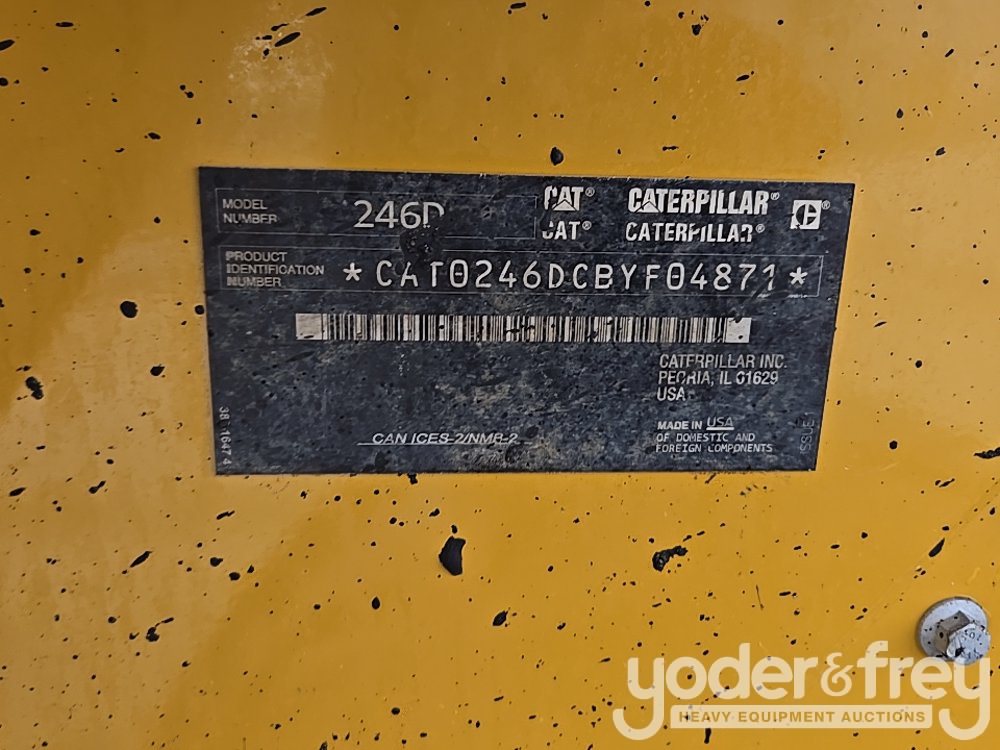 MODEL
NUMBER
246D
CAT® CATERPILLAR®
CAT® CATERPILLAR®
PRODUCT
IDENTIFICATION
NUMBER
*CAT0246DCBYF04871*
CATERPILLAR INC.
PEORIA, IL 61629
USA
MADE IN USA
OF DOMESTIC AND
FOREIGN COMPONENTS
CAN ICES-2/NMB-2
ISSUE
yoder&frey
HEAVY EQUIPMENT AUCTIONS